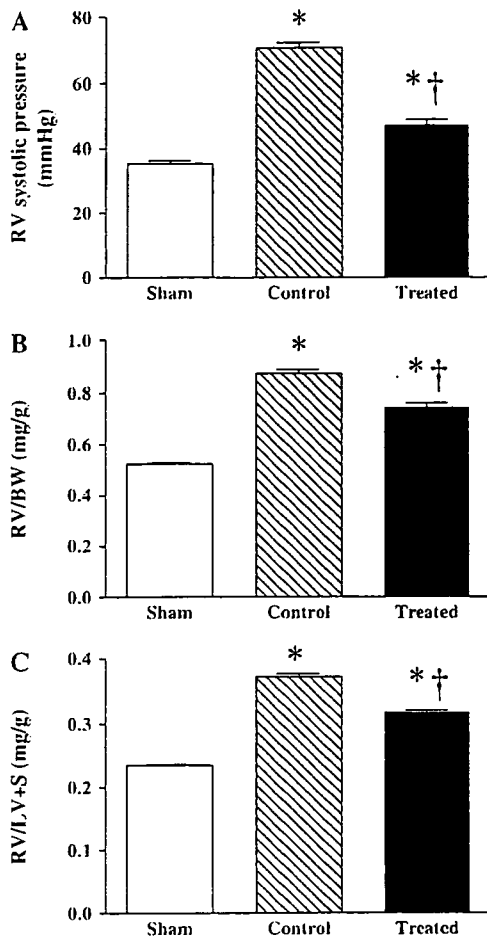 A
RV systolic pressure
(mmHg)
80
60
40
20
0
*
*†
Sham Control Treated
B
RV/BW (mg/g)
1.0
0.8
0.6
0.4
0.2
0.0
*
*†
Sham Control Treated
C
RV/LV+S (mg/g)
0.4
0.3
0.2
0.1
0.0
*
*†
Sham Control Treated